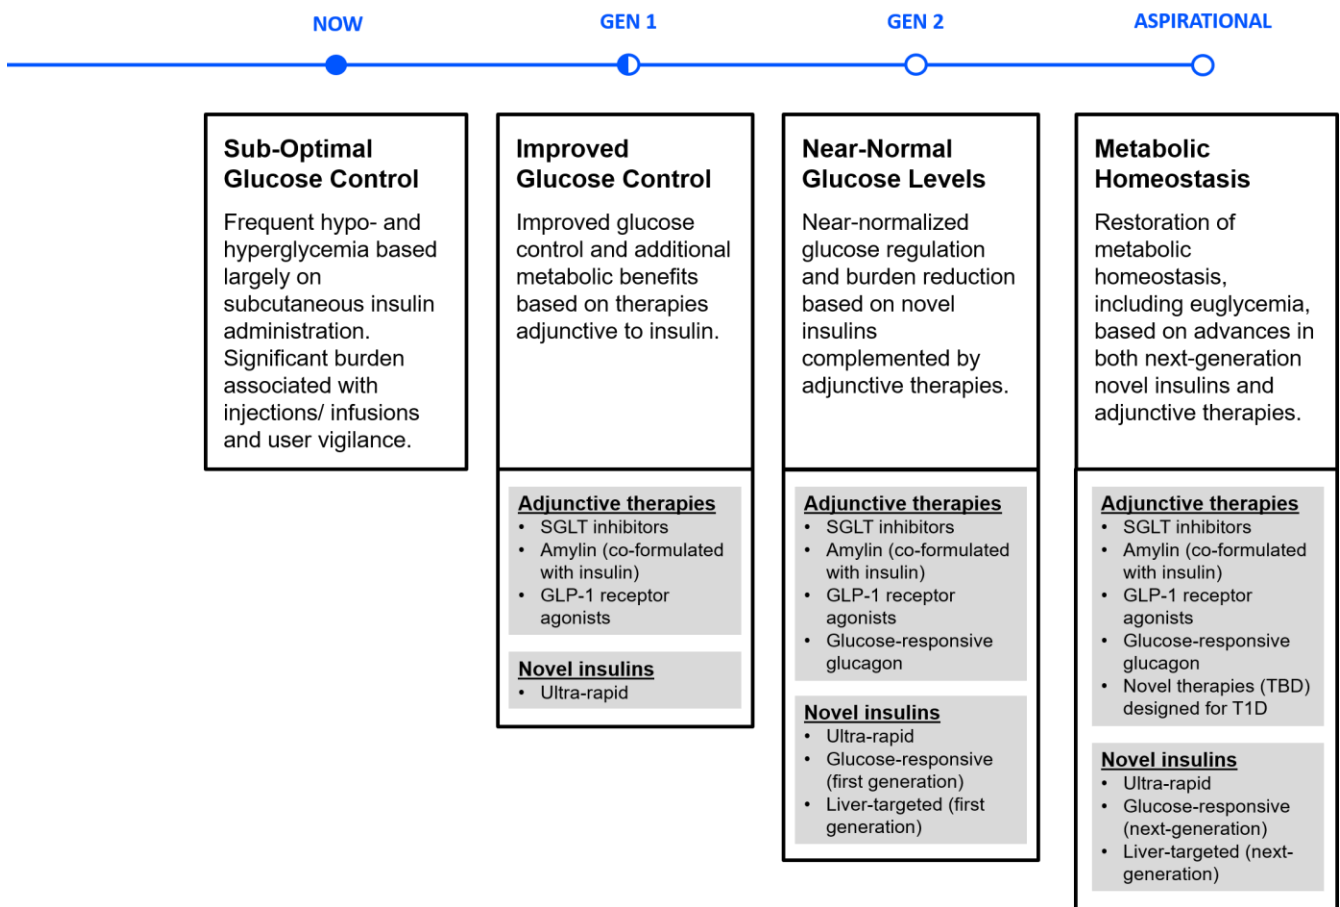 NOW
GEN 1
GEN 2
ASPIRATIONAL
Sub-Optimal
Glucose Control
Frequent hypo- and
hyperglycemia based
largely on
subcutaneous insulin
administration.
Significant burden
associated with
injections/ infusions
and user vigilance.
Improved
Glucose Control
Improved glucose
control and additional
metabolic benefits
based on therapies
adjunctive to insulin.
Adjunctive therapies
• SGLT inhibitors
• Amylin (co-formulated
with insulin)
• GLP-1 receptor
agonists
Novel insulins
• Ultra-rapid
Near-Normal
Glucose Levels
Near-normalized
glucose regulation
and burden reduction
based on novel
insulins
complemented by
adjunctive therapies.
Adjunctive therapies
• SGLT inhibitors
• Amylin (co-formulated
with insulin)
• GLP-1 receptor
agonists
• Glucose-responsive
glucagon
Novel insulins
• Ultra-rapid
• Glucose-responsive
(first generation)
• Liver-targeted (first
generation)
Metabolic
Homeostasis
Restoration of
metabolic
homeostasis,
including euglycemia,
based on advances in
both next-generation
novel insulins and
adjunctive therapies.
Adjunctive therapies
• SGLT inhibitors
• Amylin (co-formulated
with insulin)
• GLP-1 receptor
agonists
• Glucose-responsive
glucagon
• Novel therapies (TBD)
designed for T1D
Novel insulins
• Ultra-rapid
• Glucose-responsive
(next-generation)
• Liver-targeted (next-
generation)